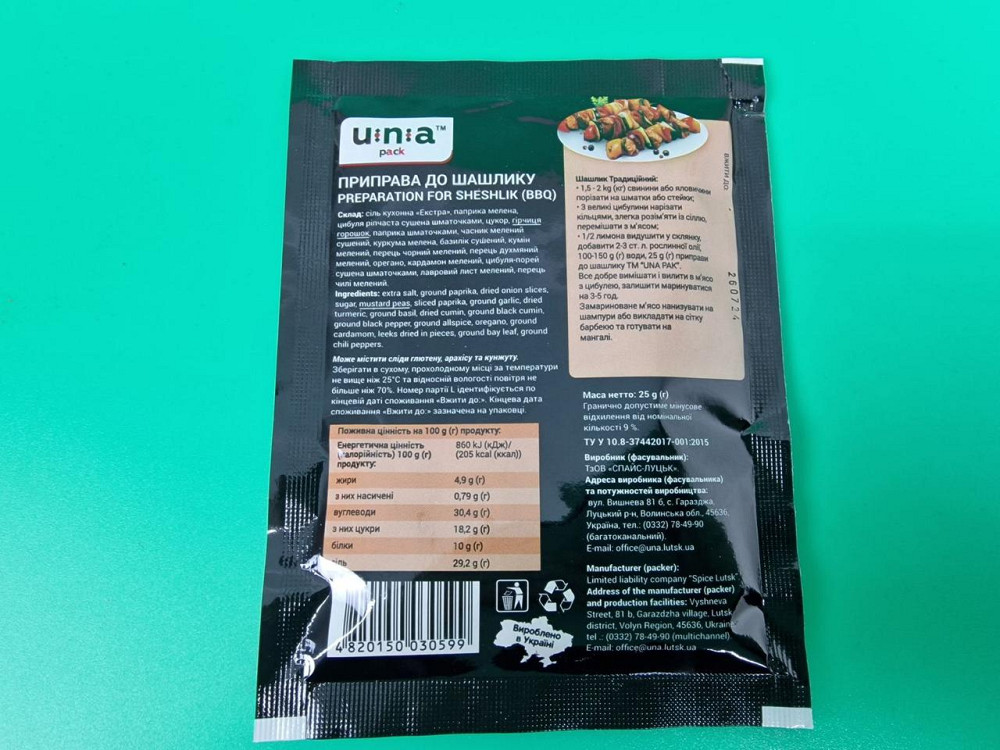 u:n:a™
pack
ПРИПРАВА ДО ШАШЛИКУ
PREPARATION FOR SHESHLIK (BBQ)
Склад: сіль кухонна «Екстра», паприка мелена,
цибуля ріпчаста сушена шматочками, цукор, гірчиця
горошок, паприка шматочками, часник мелений
сушений, куркума мелена, базилік сушений, кумін
мелений, перець чорний мелений, перець духмяний
мелений, орегано, кардамон мелений, цибуля-порей
сушена шматочками, лавровий лист мелений, перець
чилі мелений.
Ingredients: extra salt, ground paprika, dried onion slices,
sugar, mustard peas, sliced paprika, ground garlic, dried
turmeric, ground basil, dried cumin, ground black cumin,
ground black pepper, ground allspice, oregano, ground
cardamom, leeks dried in pieces, ground bay leaf, ground
chili peppers.
Може містити сліди глютену, арахісу та кунжуту.
Зберігати в сухому, прохолодному місці за температури
не вище ніж 25°С та відносній вологості повітря не
більше ніж 70%. Номер партії L ідентифікується по
кінцевій даті споживання «Вжити до:». Кінцева дата
споживання «Вжити до:» зазначена на упаковці.
Поживна цінність на 100 g (г) продукту:
Енергетична цінність 860 kJ (кДж)/
(калорійність) 100 g (г) (205 kcal (ккал))
продукту:
жири 4,9 g (г)
з них насичені 0,79 g (г)
вуглеводи 30,4 g (г)
з них цукри 18,2 g (г)
білки 10 g (г)
сіль 29,2 g (г)
4 820150 030599
Вироблено
в Україні
Шашлик Традиційний:
• 1,5 - 2 kg (кг) свинини або яловичини
порізати на шматки або стейки;
• 3 великі цибулини нарізати
кільцями, злегка розім'яти із сіллю,
перемішати з м'ясом;
• 1/2 лимона видушити у склянку,
добавити 2-3 ст. л. рослинної олії,
100-150 g (г) води, 25 g (г) приправи
до шашлику ТМ "UNA PAK".
Все добре вимішати і вилити в м'ясо
з цибулею, залишити маринуватися
на 3-5 год.
Замариноване м'ясо нанизувати на
шампури або викладати на сітку
барбекю та готувати на
мангалі.
ВЖИТИ ДО:
260724
Маса нетто: 25 g (г)
Гранично допустиме мінусове
відхилення від номінальної
кількості 9 %.
ТУ У 10.8-37442017-001:2015
Виробник (фасувальник):
ТзОВ «СПАЙС-ЛУЦЬК».
Адреса виробника (фасувальника)
та потужностей виробництва:
вул. Вишнева 81 б, с. Гаразджа,
Луцький р-н, Волинська обл., 45636,
Україна, тел.: (0332) 78-49-90
(багатоканальний).
E-mail: office@una.lutsk.ua
Manufacturer (packer):
Limited liability company "Spice Lutsk"
Address of the manufacturer (packer)
and production facilities: Vyshneva
Street, 81 b, Garazdzha village, Lutsk
district, Volyn Region, 45636, Ukraine
tel .: (0332) 78-49-90 (multichannel).
E-mail: office@una.lutsk.ua